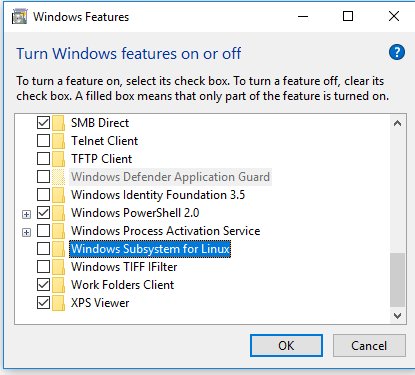 Windows Features
Turn Windows features on or off
?
To turn a feature on, select its check box. To turn a feature off, clear its
check box. A filled box means that only part of the feature is turned on.
SMB Direct
Telnet Client
TFTP Client
Windows Defender Application Guard
Windows Identity Foundation 3.5
Windows PowerShell 2.0
Windows Process Activation Service
Windows Subsystem for Linux
Windows TIFF IFilter
Work Folders Client
XPS Viewer
OK
Cancel